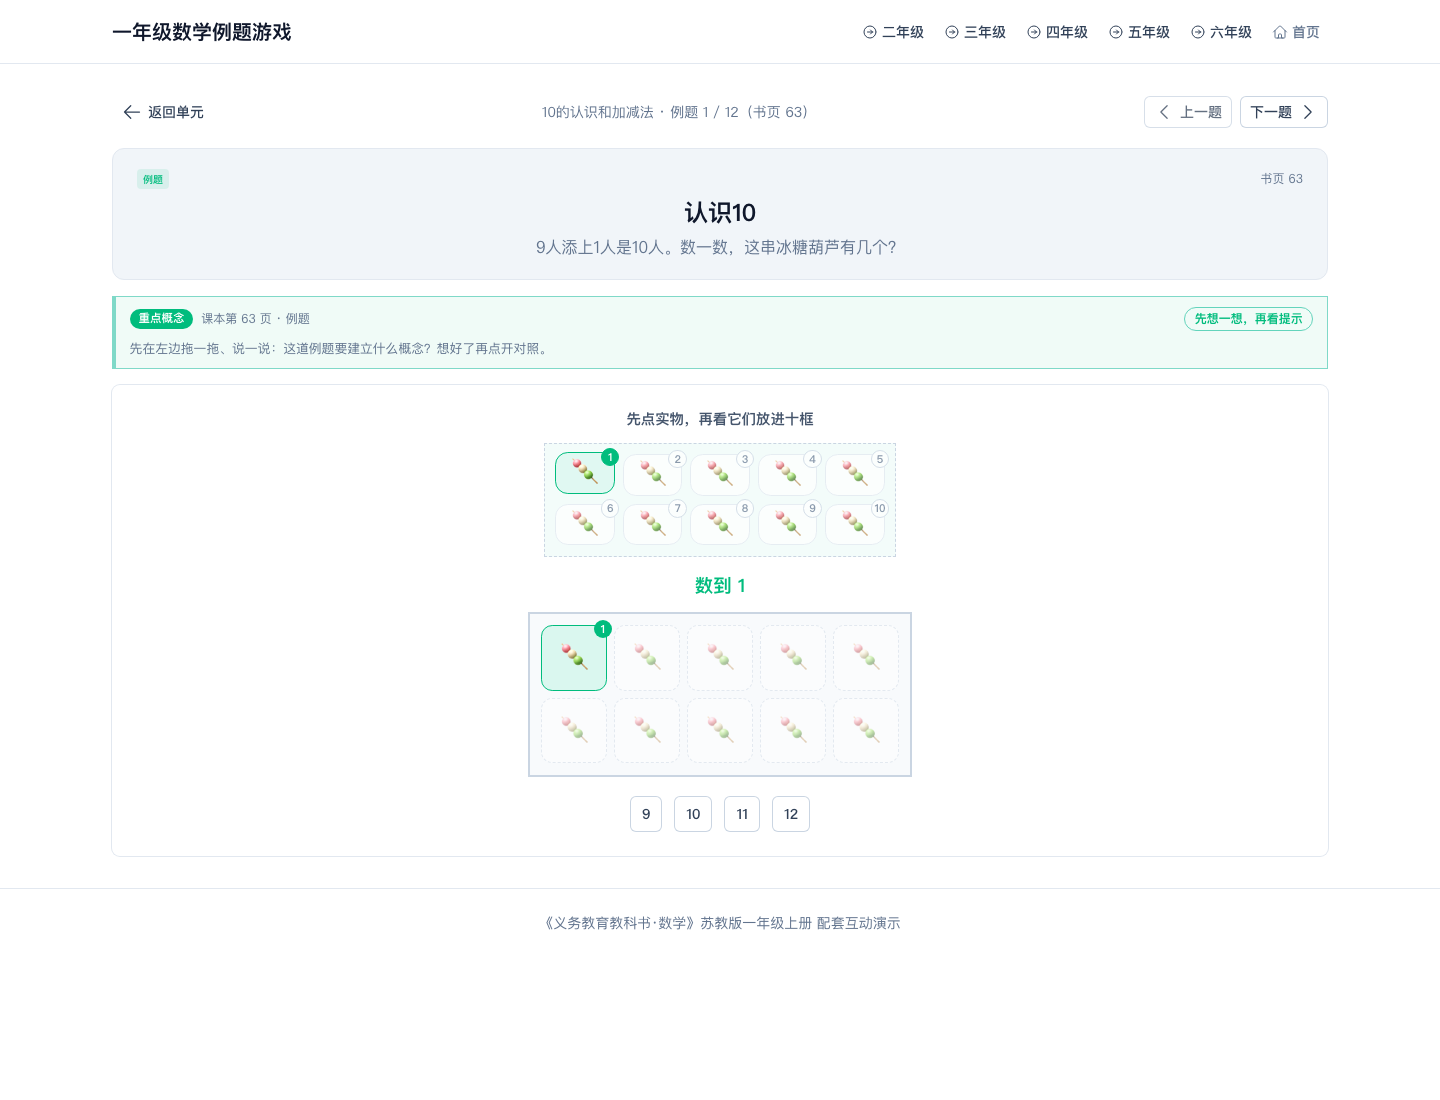 一年级数学例题游戏
二年级 三年级 四年级 五年级 六年级 首页
返回单元
10的认识和加减法 · 例题 1 / 12（书页 63）
上一题 下一题
例题
书页 63
认识10
9人添上1人是10人。数一数，这串冰糖葫芦有几个？
重点概念 课本第 63 页 · 例题
先想一想，再看提示
先在左边拖一拖、说一说：这道例题要建立什么概念？想好了再点开对照。
先点实物，再看它们放进十框
1 2 3 4 5
6 7 8 9 10
数到 1
1
9 10 11 12
《义务教育教科书·数学》苏教版一年级上册 配套互动演示